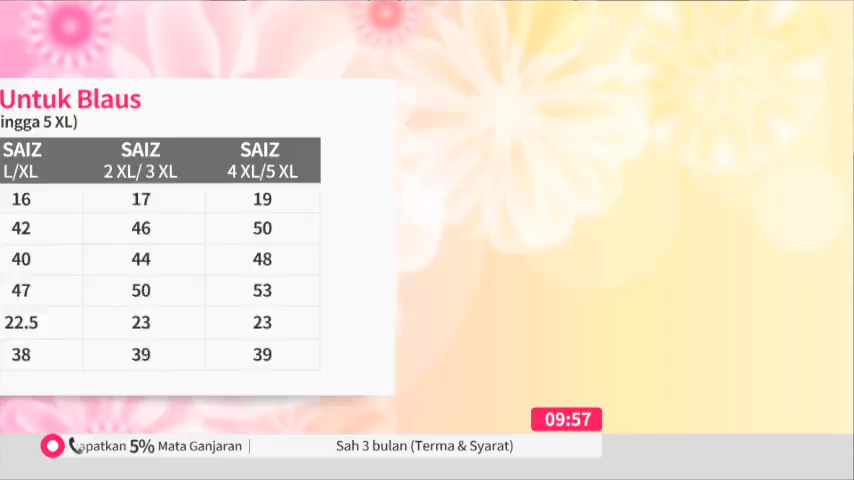 Untuk Blaus
ingga 5 XL)
SAIZ SAIZ SAIZ
L/XL 2 XL/ 3 XL 4 XL/5 XL
16 17 19
42 46 50
40 44 48
47 50 53
22.5 23 23
38 39 39
09:57
apatkan 5% Mata Ganjaran | Sah 3 bulan (Terma & Syarat)